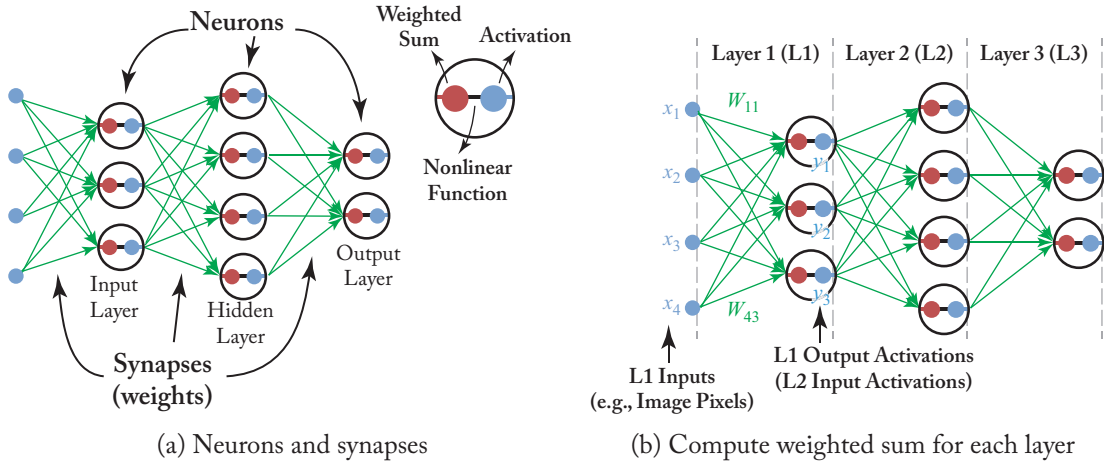 Neurons
Weighted
Sum
Activation
Nonlinear
Function
Input
Layer
Hidden
Layer
Output
Layer
Synapses
(weights)
(a) Neurons and synapses
Layer 1 (L1)
Layer 2 (L2)
Layer 3 (L3)
x1
x2
x3
x4
W11
W43
y1
y2
y3
L1 Inputs
(e.g., Image Pixels)
L1 Output Activations
(L2 Input Activations)
(b) Compute weighted sum for each layer